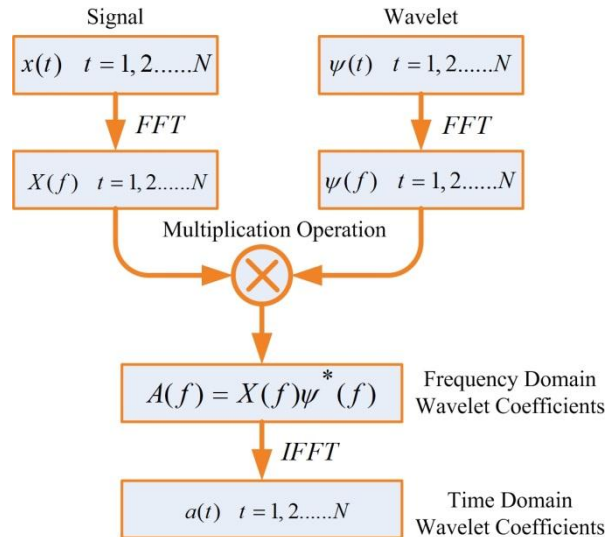 Signal
Wavelet
x(t) t = 1, 2......N
ψ(t) t = 1, 2......N
FFT
FFT
X(f) t = 1, 2......N
ψ(f) t = 1, 2......N
Multiplication Operation
A(f) = X(f)ψ*(f)
Frequency Domain
Wavelet Coefficients
IFFT
a(t) t = 1, 2......N
Time Domain
Wavelet Coefficients